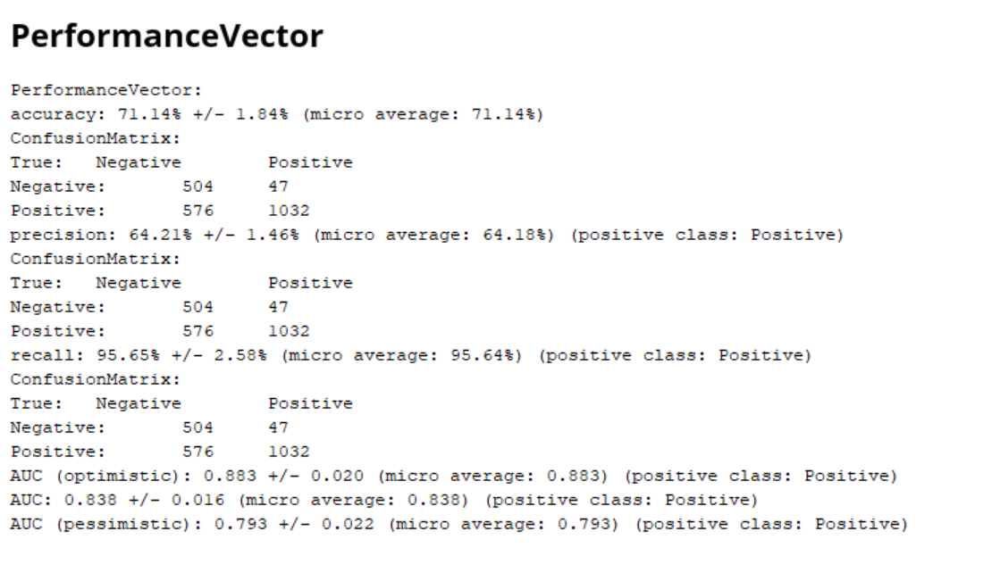 PerformanceVector
PerformanceVector:
accuracy: 71.14% +/- 1.84% (micro average: 71.14%)
ConfusionMatrix:
True: Negative Positive
Negative: 504 47
Positive: 576 1032
precision: 64.21% +/- 1.46% (micro average: 64.18%) (positive class: Positive)
ConfusionMatrix:
True: Negative Positive
Negative: 504 47
Positive: 576 1032
recall: 95.65% +/- 2.58% (micro average: 95.64%) (positive class: Positive)
ConfusionMatrix:
True: Negative Positive
Negative: 504 47
Positive: 576 1032
AUC (optimistic): 0.883 +/- 0.020 (micro average: 0.883) (positive class: Positive)
AUC: 0.838 +/- 0.016 (micro average: 0.838) (positive class: Positive)
AUC (pessimistic): 0.793 +/- 0.022 (micro average: 0.793) (positive class: Positive)